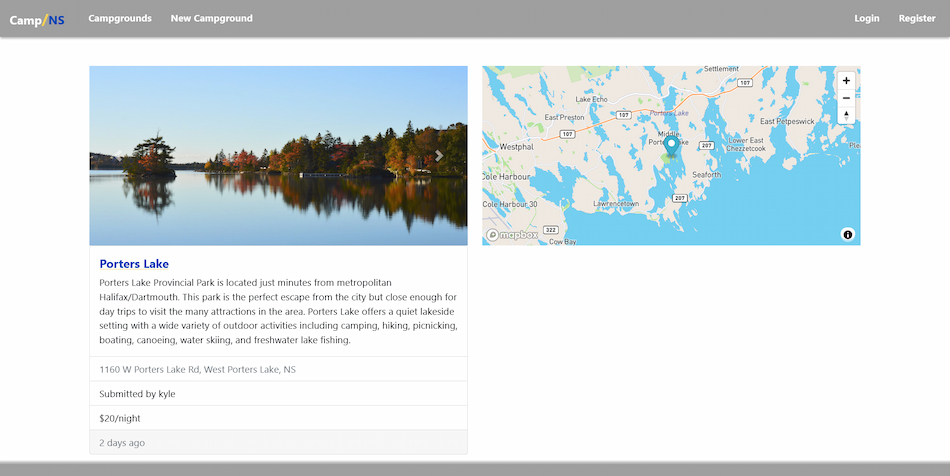 Camp/NS Campgrounds New Campground Login Register
Settlement
107
Lake Echo
Porters Lake
107
East Preston
East Petpeswick
107
Middle
Porters Lake
207
Lower East
Chezzetcook
Westphal
Seaforth
Cole Harbour
207
Cole Harbour 30
Lawrencetown
322
mapbox
Cow Bay
Porters Lake
Porters Lake Provincial Park is located just minutes from metropolitan
Halifax/Dartmouth. This park is the perfect escape from the city but close enough for
day trips to visit the many attractions in the area. Porters Lake offers a quiet lakeside
setting with a wide variety of outdoor activities including camping, hiking, picnicking,
boating, canoeing, water skiing, and freshwater lake fishing.
1160 W Porters Lake Rd, West Porters Lake, NS
Submitted by kyle
$20/night
2 days ago